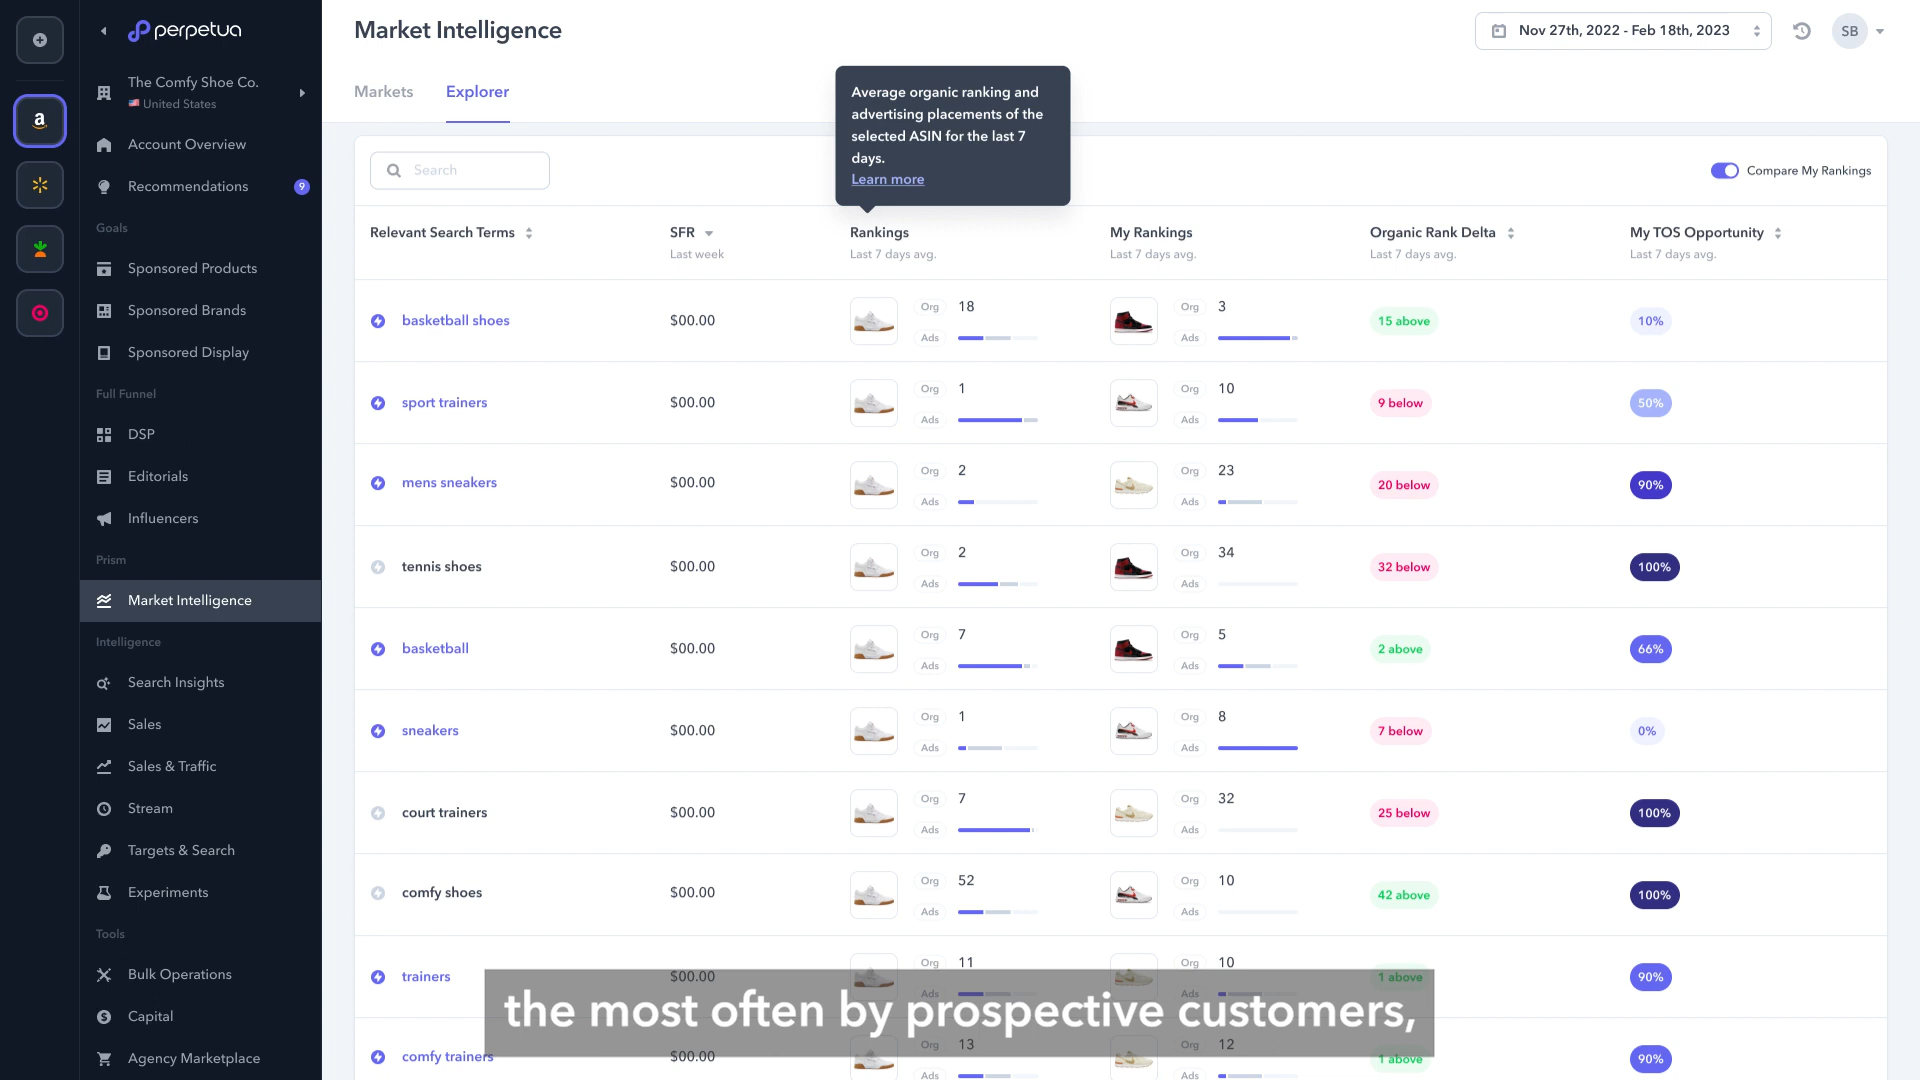 perpetua
The Comfy Shoe Co.
United States
Account Overview
Recommendations 9
Goals
Sponsored Products
Sponsored Brands
Sponsored Display
Full Funnel
DSP
Editorials
Influencers
Prism
Market Intelligence
Intelligence
Search Insights
Sales
Sales & Traffic
Stream
Targets & Search
Experiments
Tools
Bulk Operations
Capital
Agency Marketplace
Market Intelligence
Nov 27th, 2022 - Feb 18th, 2023
SB
Markets Explorer
Average organic ranking and
advertising placements of the
selected ASIN for the last 7
days.
Learn more
Search
Compare My Rankings
Relevant Search Terms SFR Rankings My Rankings Organic Rank Delta My TOS Opportunity
Last week Last 7 days avg. Last 7 days avg. Last 7 days avg. Last 7 days avg.
basketball shoes $00.00 Org 18 Org 3 15 above 10%
Ads Ads
sport trainers $00.00 Org 1 Org 10 9 below 50%
Ads Ads
mens sneakers $00.00 Org 2 Org 23 20 below 90%
Ads Ads
tennis shoes $00.00 Org 2 Org 34 32 below 100%
Ads Ads
basketball $00.00 Org 7 Org 5 2 above 66%
Ads Ads
sneakers $00.00 Org 1 Org 8 7 below 0%
Ads Ads
court trainers $00.00 Org 7 Org 32 25 below 100%
Ads Ads
comfy shoes $00.00 Org 52 Org 10 42 above 100%
Ads Ads
trainers $00.00 Org 11 Org 10 1 above 90%
Ads Ads
the most often by prospective customers,
comfy trainers $00.00 Org 13 Org 12 1 above 90%
Ads Ads